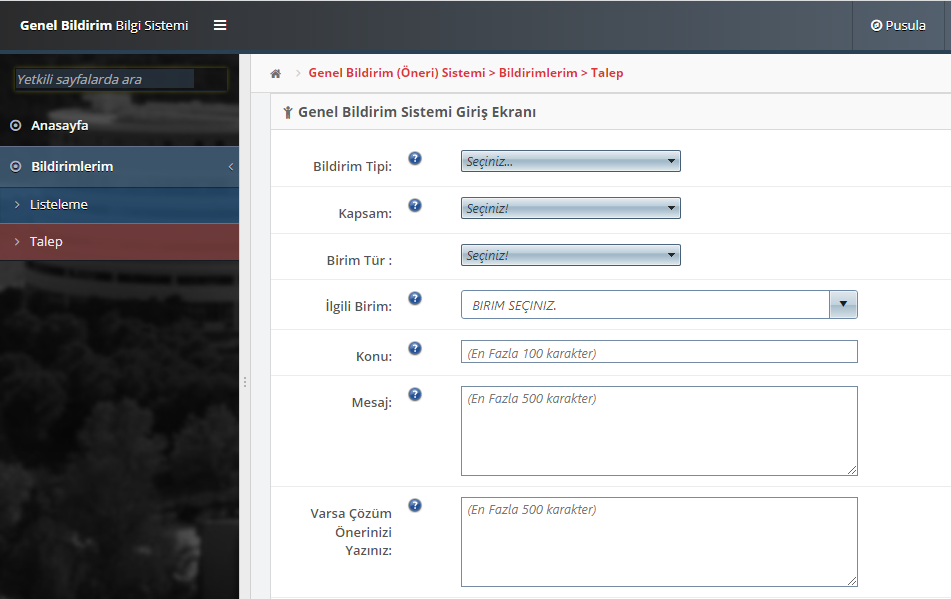 Genel Bildirim Bilgi Sistemi
Pusula
Yetkili sayfalarda ara
Genel Bildirim (Öneri) Sistemi > Bildirimlerim > Talep
Anasayfa
Bildirimlerim
Listeleme
Talep
Genel Bildirim Sistemi Giriş Ekranı
Bildirim Tipi: ? Seçiniz...
Kapsam: ? Seçiniz!
Birim Tür : Seçiniz!
İlgili Birim: ? BIRIM SEÇINIZ.
Konu: ? (En Fazla 100 karakter)
Mesaj: ? (En Fazla 500 karakter)
Varsa Çözüm ? (En Fazla 500 karakter)
Önerinizi
Yazınız: